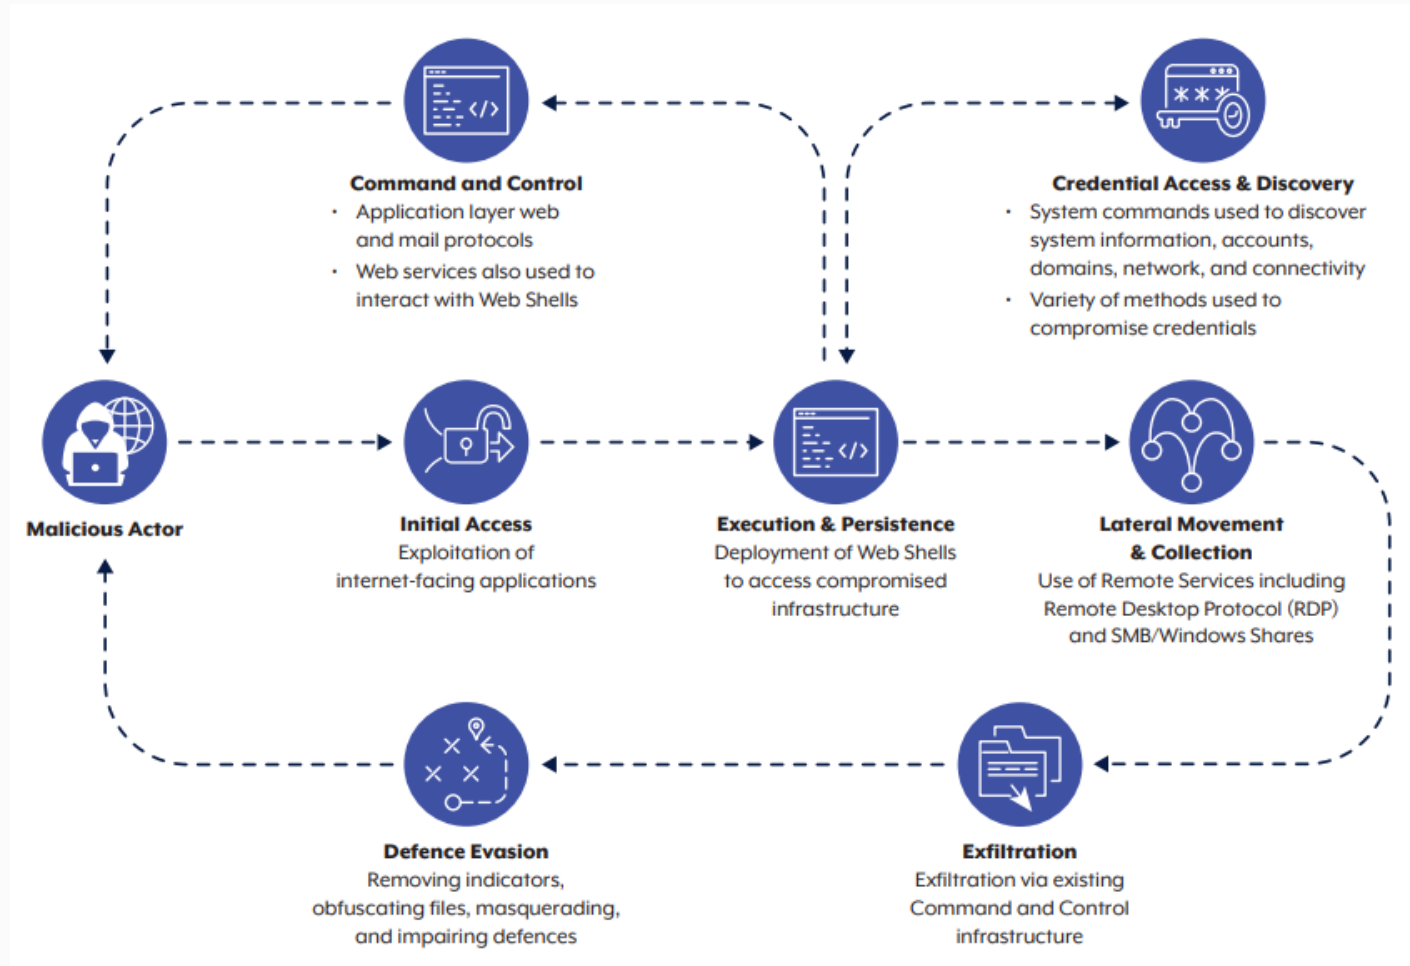 Command and Control
· Application layer web
and mail protocols
· Web services also used to
interact with Web Shells
Credential Access & Discovery
· System commands used to discover
system information, accounts,
domains, network, and connectivity
· Variety of methods used to
compromise credentials
Malicious Actor
Initial Access
Exploitation of
internet-facing applications
Execution & Persistence
Deployment of Web Shells
to access compromised
infrastructure
Lateral Movement
& Collection
Use of Remote Services including
Remote Desktop Protocol (RDP)
and SMB/Windows Shares
Defence Evasion
Removing indicators,
obfuscating files, masquerading,
and impairing defences
Exfiltration
Exfiltration via existing
Command and Control
infrastructure